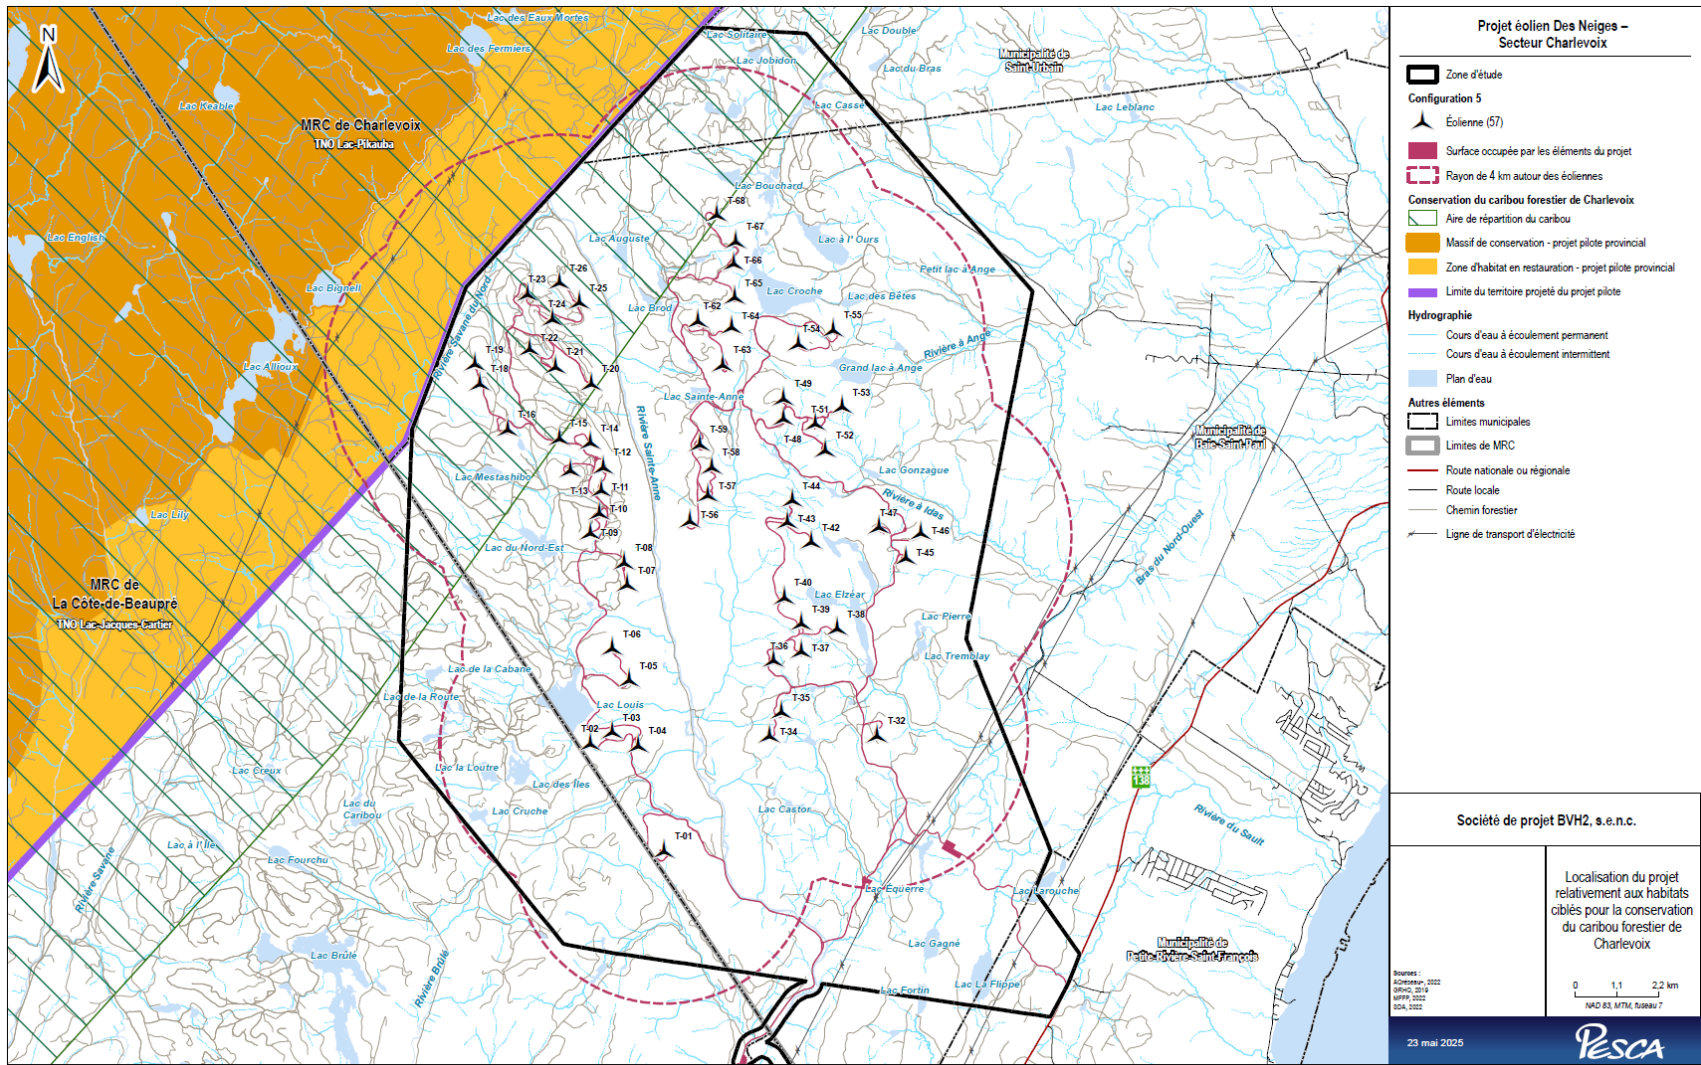 N
Lac des Eaux Mortes
Lac des Fermiers
Lac Keable
MRC de Charlevoix
TNO Lac-Pikauba
Lac English
Lac Bignell
Lac Allioux
Rivière Savane du Nord
Lac Lily
MRC de
La Côte-de-Beaupré
TNO Lac-Jacques-Cartier
Lac Solitaire
Lac Jobidon
Lac Double
Lac du Bras
Lac Cassé
Municipalité de
Saint-Urbain
Lac Leblanc
Lac Bouchard
Lac Auguste
Lac à l' Ours
Petit lac à Ange
Lac Croche
Lac des Bêtes
Lac Brod
Rivière à Ange
Grand lac à Ange
Lac Sainte-Anne
Rivière Sainte-Anne
Lac Mestashibo
Lac Gonzague
Rivière à Idas
Lac du Nord-Est
Lac Elzéar
Lac Pierre
Lac Tremblay
Municipalité de
Baie-Saint-Paul
Bras du Nord-Ouest
Lac de la Cabane
Lac de la Route
Lac Louis
Lac la Loutre
Lac des Îles
Lac Cruche
Lac Castor
Lac Creux
Lac du
Caribou
Lac à l' Ile
Lac Fourchu
Rivière Savane
Lac Brûlé
Rivière Brûlé
Lac Équerre
Lac Larouche
Lac Gagné
Lac Fortin
Lac La Flippe
Municipalité de
Petite-Rivière-Saint-François
Rivière du Sault
138
T-68
T-67
T-66
T-65
T-64
T-62
T-63
T-54
T-55
T-26
T-23
T-25
T-24
T-22
T-21
T-20
T-19
T-18
T-16
T-15
T-14
T-12
T-13
T-11
T-10
T-09
T-08
T-07
T-06
T-05
T-03
T-02
T-04
T-01
T-49
T-53
T-51
T-48
T-52
T-59
T-58
T-57
T-56
T-44
T-43
T-42
T-47
T-46
T-45
T-40
T-39
T-38
T-36
T-37
T-35
T-34
T-32
Projet éolien Des Neiges –
Secteur Charlevoix
Zone d'étude
Configuration 5
Éolienne (57)
Surface occupée par les éléments du projet
Rayon de 4 km autour des éoliennes
Conservation du caribou forestier de Charlevoix
Aire de répartition du caribou
Massif de conservation - projet pilote provincial
Zone d'habitat en restauration - projet pilote provincial
Limite du territoire projeté du projet pilote
Hydrographie
Cours d'eau à écoulement permanent
Cours d'eau à écoulement intermittent
Plan d'eau
Autres éléments
Limites municipales
Limites de MRC
Route nationale ou régionale
Route locale
Chemin forestier
Ligne de transport d'électricité
Société de projet BVH2, s.e.n.c.
Localisation du projet
relativement aux habitats
ciblés pour la conservation
du caribou forestier de
Charlevoix
0 1,1 2,2 km
NAD 83, MTM, fuseau 7
Sources :
AQréseau+, 2022
GRHQ, 2019
MFFP, 2022
SDA, 2022
23 mai 2025
PESCA